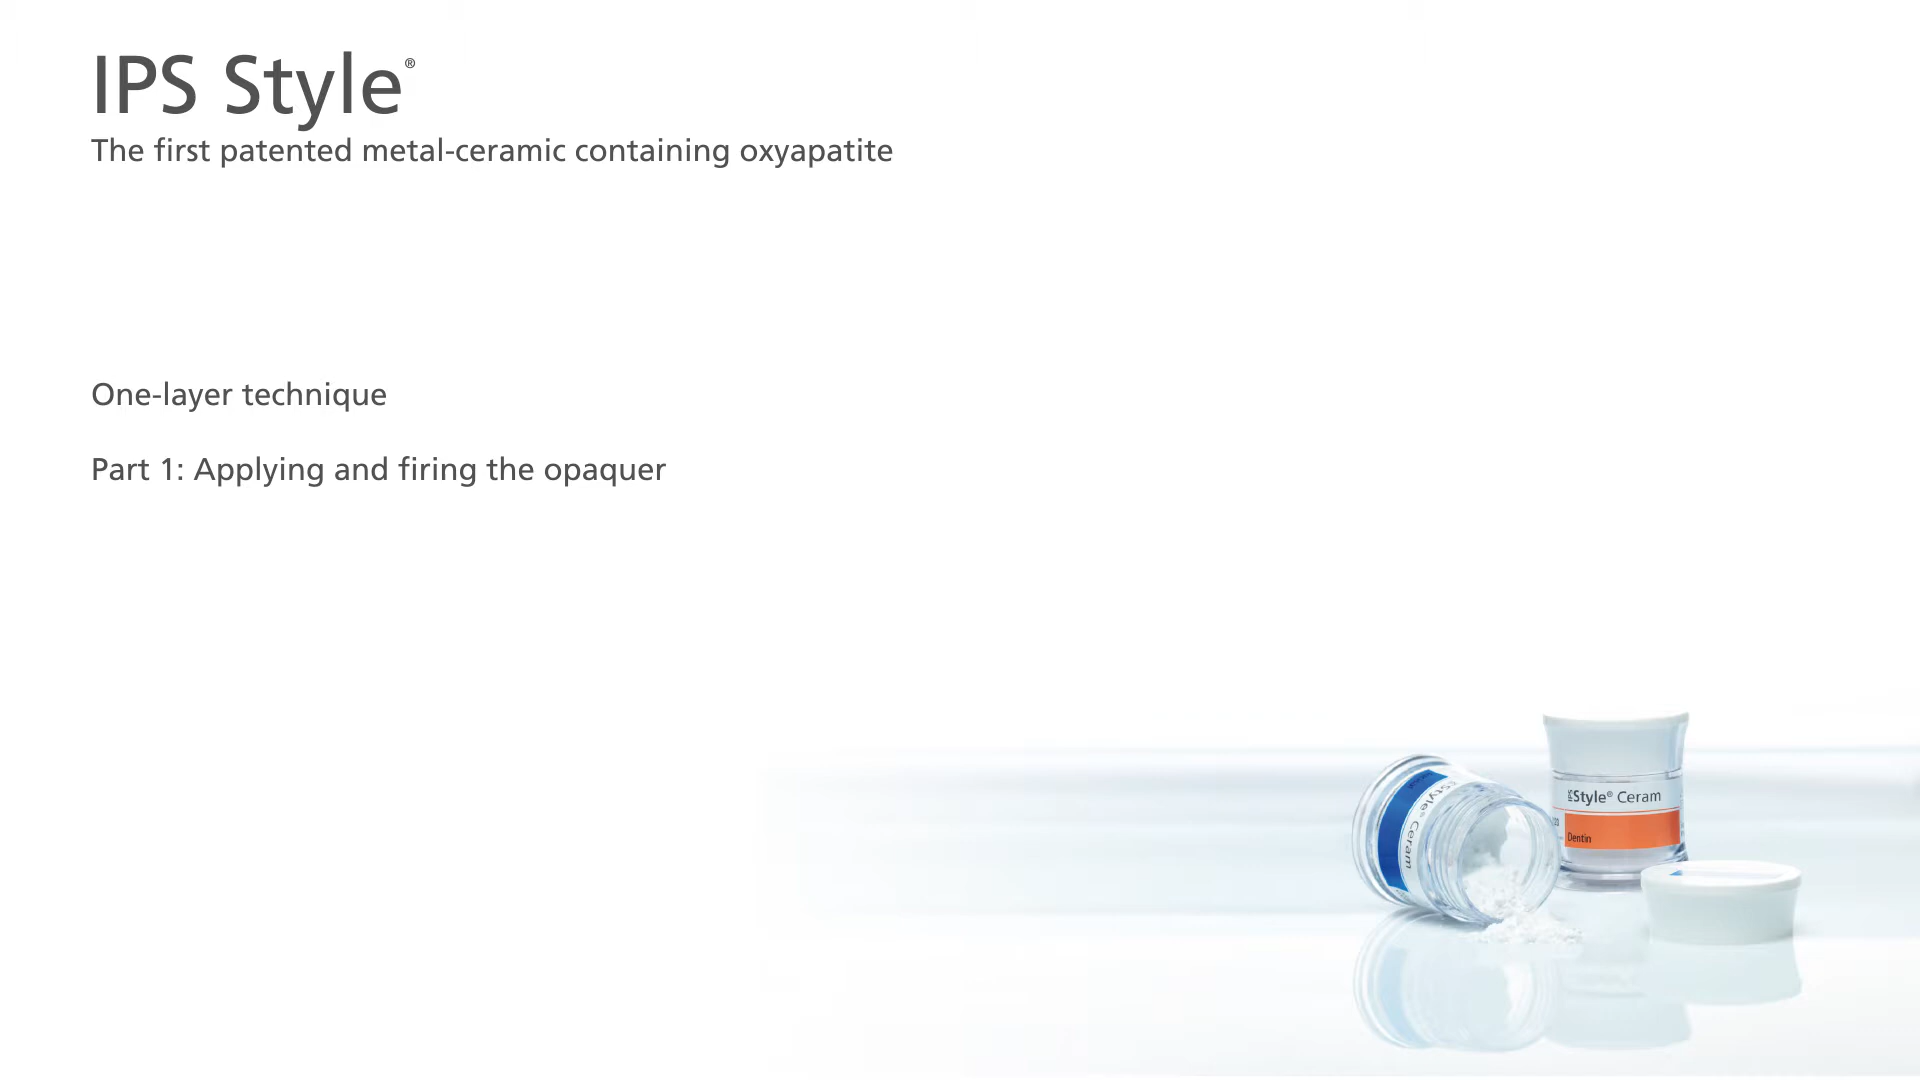 IPS Style®
The first patented metal-ceramic containing oxyapatite
One-layer technique
Part 1: Applying and firing the opaquer
IPS Style® Ceram
Dentin
Style® Ceram